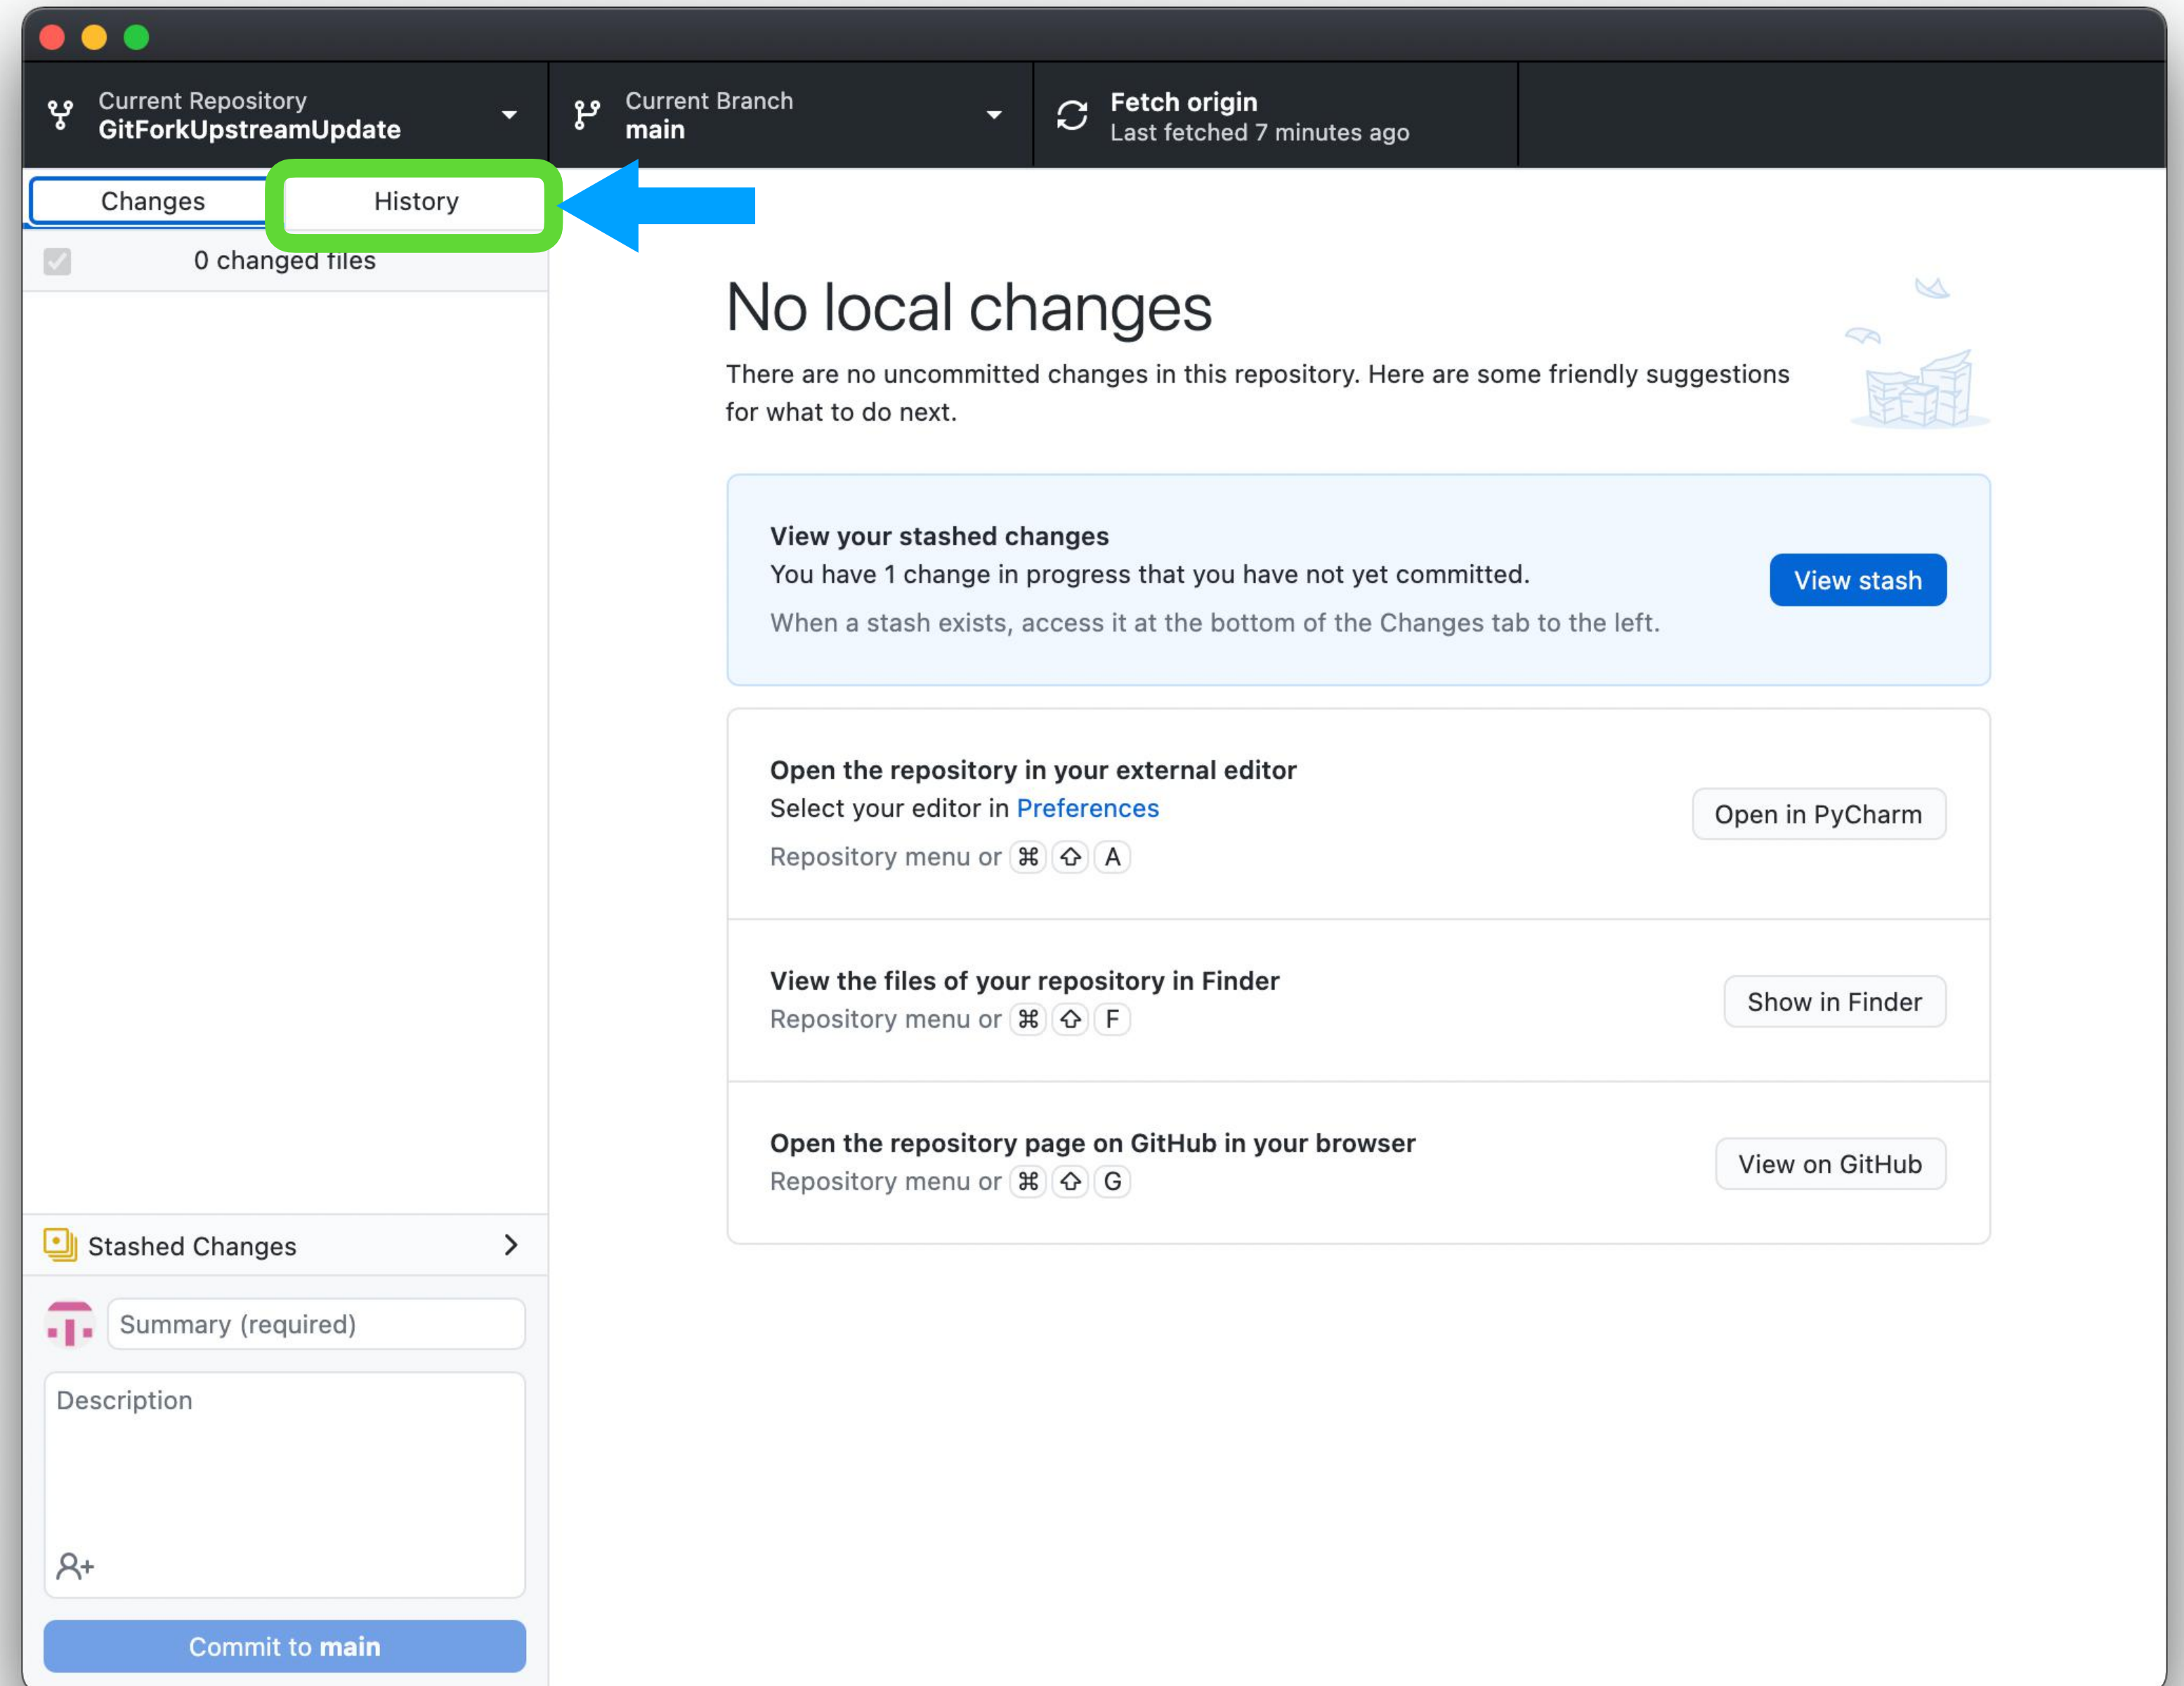 Current Repository
GitForkUpstreamUpdate
Current Branch
main
Fetch origin
Last fetched 7 minutes ago
Changes
History
0 changed files
No local changes
There are no uncommitted changes in this repository. Here are some friendly suggestions
for what to do next.
View your stashed changes
You have 1 change in progress that you have not yet committed.
When a stash exists, access it at the bottom of the Changes tab to the left.
View stash
Open the repository in your external editor
Select your editor in Preferences
Repository menu or ⌘ ⇧ A
Open in PyCharm
View the files of your repository in Finder
Repository menu or ⌘ ⇧ F
Show in Finder
Open the repository page on GitHub in your browser
Repository menu or ⌘ ⇧ G
View on GitHub
Stashed Changes
Summary (required)
Description
Commit to main